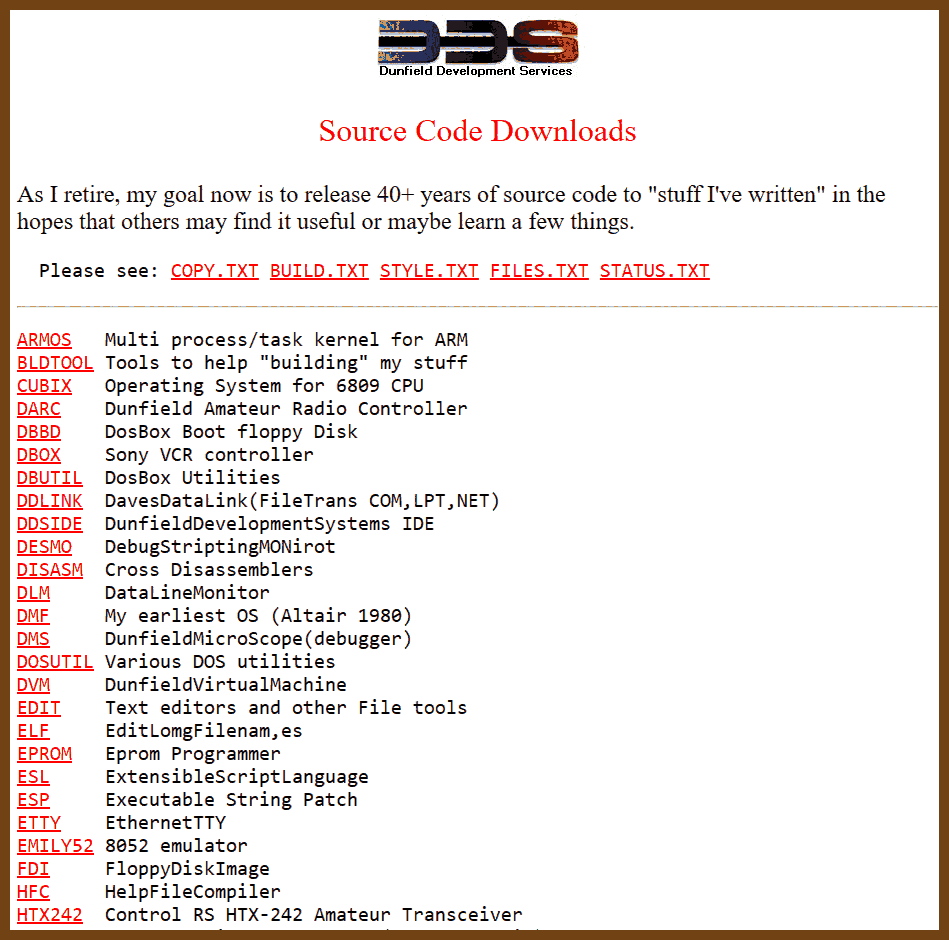 DDS
Dunfield Development Services
Source Code Downloads
As I retire, my goal now is to release 40+ years of source code to "stuff I've written" in the
hopes that others may find it useful or maybe learn a few things.
Please see: COPY.TXT BUILD.TXT STYLE.TXT FILES.TXT STATUS.TXT
ARMOS Multi process/task kernel for ARM
BLDTOOL Tools to help "building" my stuff
CUBIX Operating System for 6809 CPU
DARC Dunfield Amateur Radio Controller
DBBD DosBox Boot floppy Disk
DBOX Sony VCR controller
DBUTIL DosBox Utilities
DDLINK DavesDataLink(FileTrans COM,LPT,NET)
DDSIDE DunfieldDevelopmentSystems IDE
DESMO DebugStriptingMONirot
DISASM Cross Disassemblers
DLM DataLineMonitor
DMF My earliest OS (Altair 1980)
DMS DunfieldMicroScope(debugger)
DOSUTIL Various DOS utilities
DVM DunfieldVirtualMachine
EDIT Text editors and other File tools
ELF EditLomgFilenam,es
EPROM Eprom Programmer
ESL ExtensibleScriptLanguage
ESP Executable String Patch
ETTY EthernetTTY
EMILY52 8052 emulator
FDI FloppyDiskImage
HFC HelpFileCompiler
HTX242 Control RS HTX-242 Amateur Transceiver